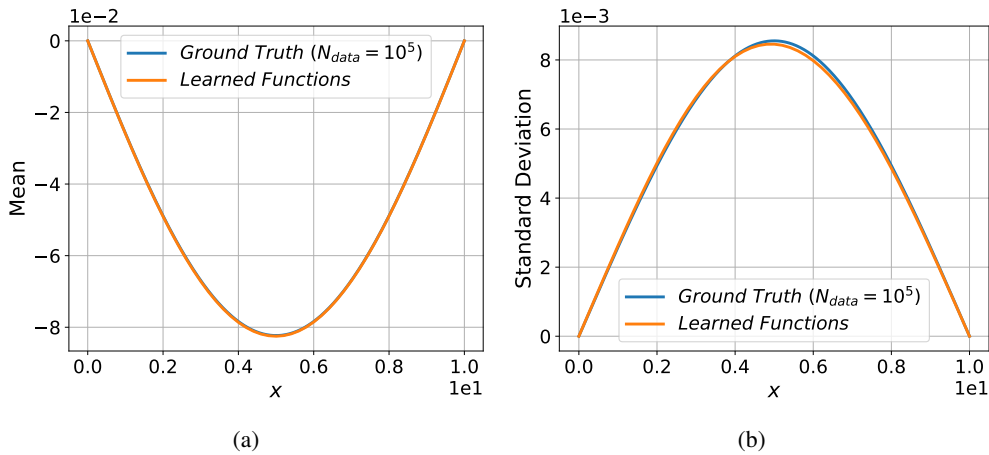 1e−2
0
−2
−4
−6
−8
Mean
Ground Truth (N_data = 10^5)
Learned Functions
0.0 0.2 0.4 0.6 0.8 1.0
1e1
x
(a)
1e−3
8
6
4
2
0
Standard Deviation
Ground Truth (N_data = 10^5)
Learned Functions
0.0 0.2 0.4 0.6 0.8 1.0
1e1
x
(b)